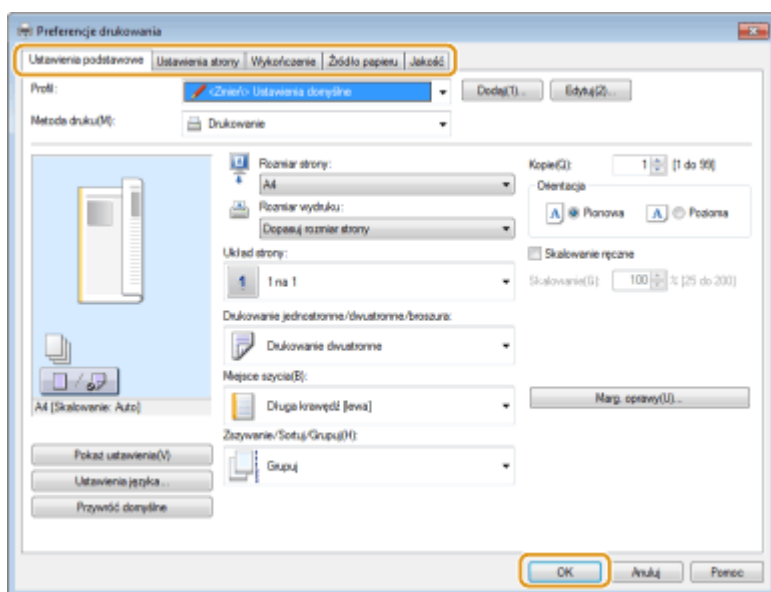 Preferencje drukowania
Ustawienia podstawowe Ustawienia strony Wykończenie Źródło papieru Jakość
Profil: <Zmień> Ustawienia domyślne Dodaj(1)... Edytuj(2)...
Metoda druku(M): Drukowanie
Rozmiar strony:
A4
Rozmiar wydruku:
Dopasuj rozmiar strony
Układ strony:
1 1 na 1
Drukowanie jednostronne/dwustronne/broszura:
Drukowanie dwustronne
Miejsce szycia(B):
Długa krawędź [lewa]
Zszywanie/Sortuj/Grupuj(H):
Grupuj
Kopie(Q): 1 [1 do 99]
Orientacja
A Pionowa A Pozioma
Skalowanie ręczne
Skalowanie(G): 100 % [25 do 200]
Marg. oprawy(U)...
A4 [Skalowanie: Auto]
Pokaż ustawienia(V)
Ustawienia języka...
Przywróć domyślne
OK Anuluj Pomoc